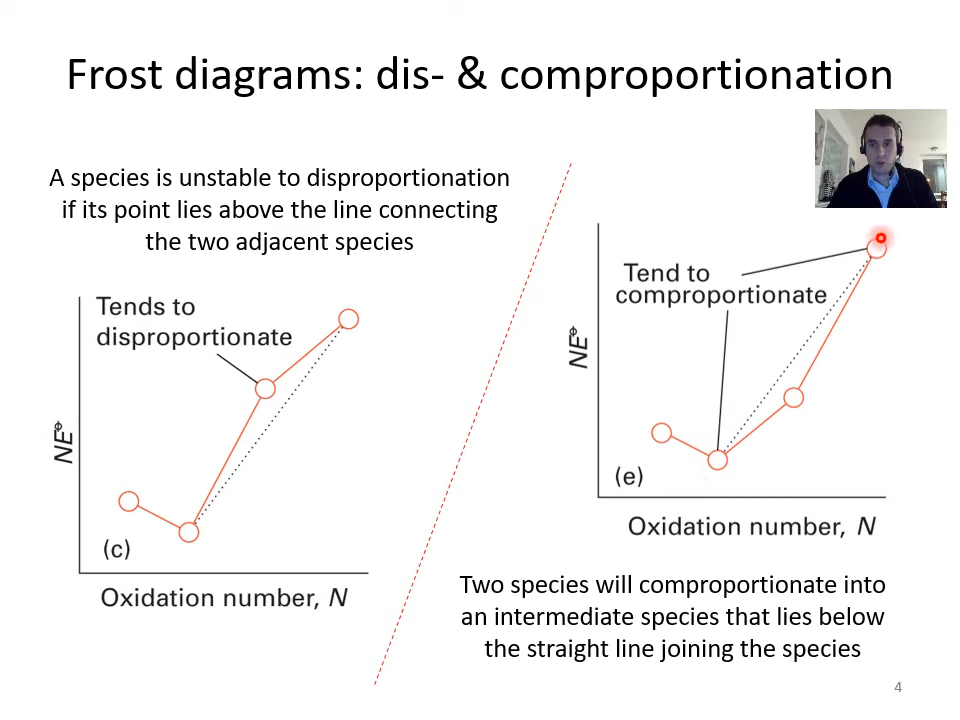 Frost diagrams: dis- & comproportionation
A species is unstable to disproportionation
if its point lies above the line connecting
the two adjacent species
Tends to
disproportionate
NE⦵
(c)
Oxidation number, N
Tend to
comproportionate
NE⦵
(e)
Oxidation number, N
Two species will comproportionate into
an intermediate species that lies below
the straight line joining the species
4